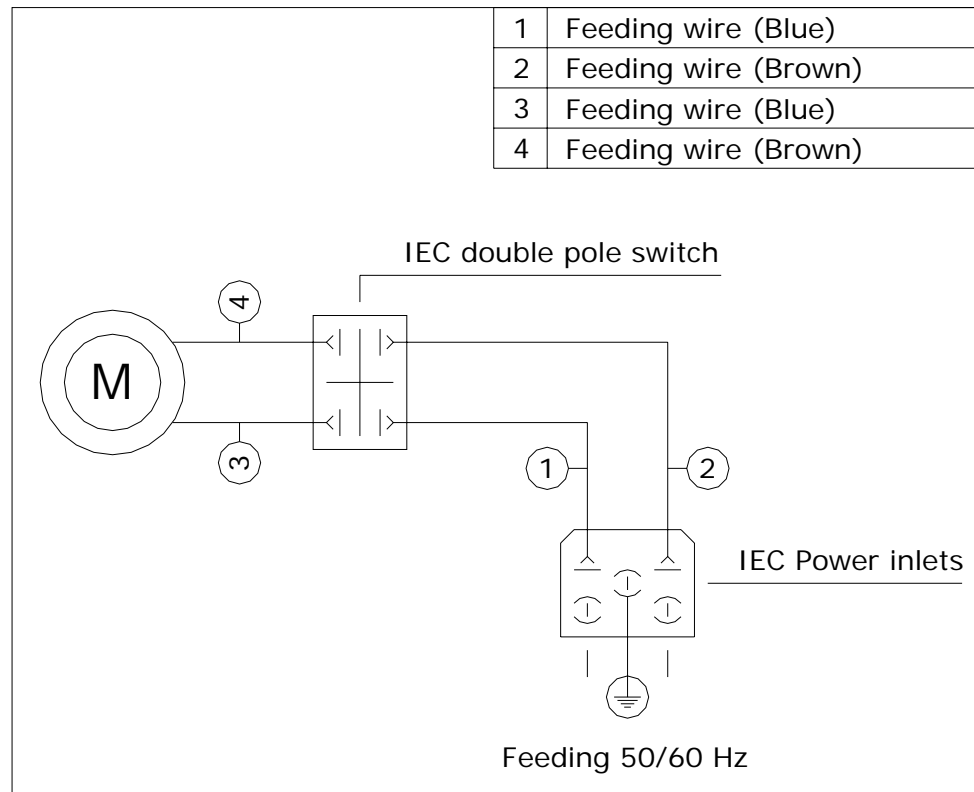 1 Feeding wire (Blue)
2 Feeding wire (Brown)
3 Feeding wire (Blue)
4 Feeding wire (Brown)
IEC double pole switch
4
M
3
1
2
IEC Power inlets
Feeding 50/60 Hz